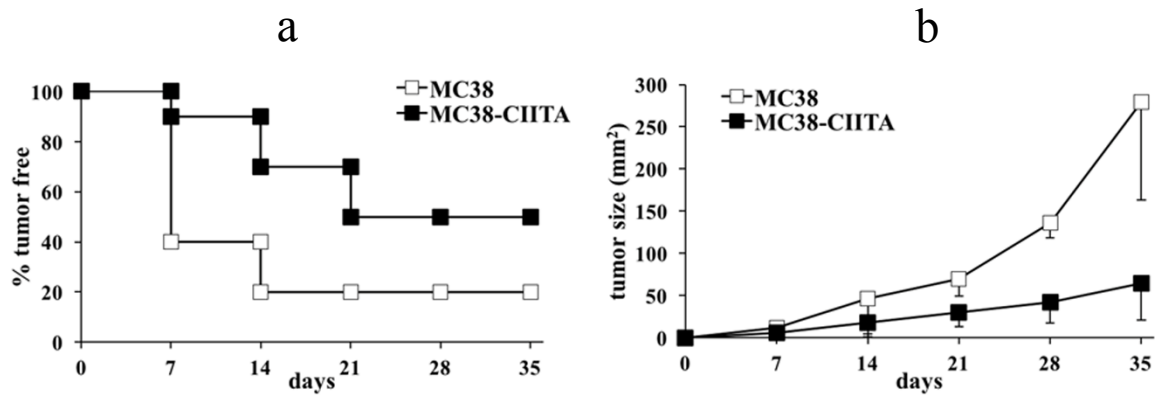 a
% tumor free
100
80
60
40
20
0
MC38
MC38-CIITA
0 7 14 21 28 35
days
b
tumor size (mm²)
300
250
200
150
100
50
0
MC38
MC38-CIITA
0 7 14 21 28 35
days